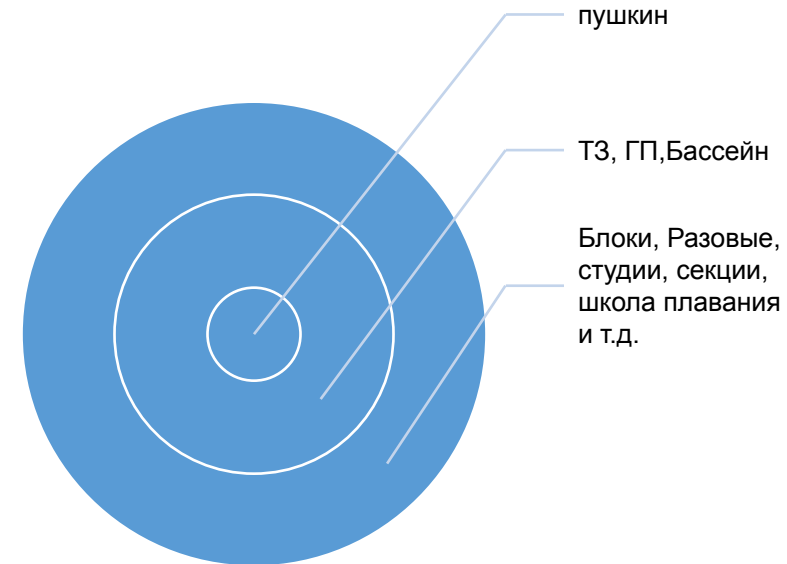 пушкин
ТЗ, ГП,Бассейн
Блоки, Разовые,
студии, секции,
школа плавания
и т.д.